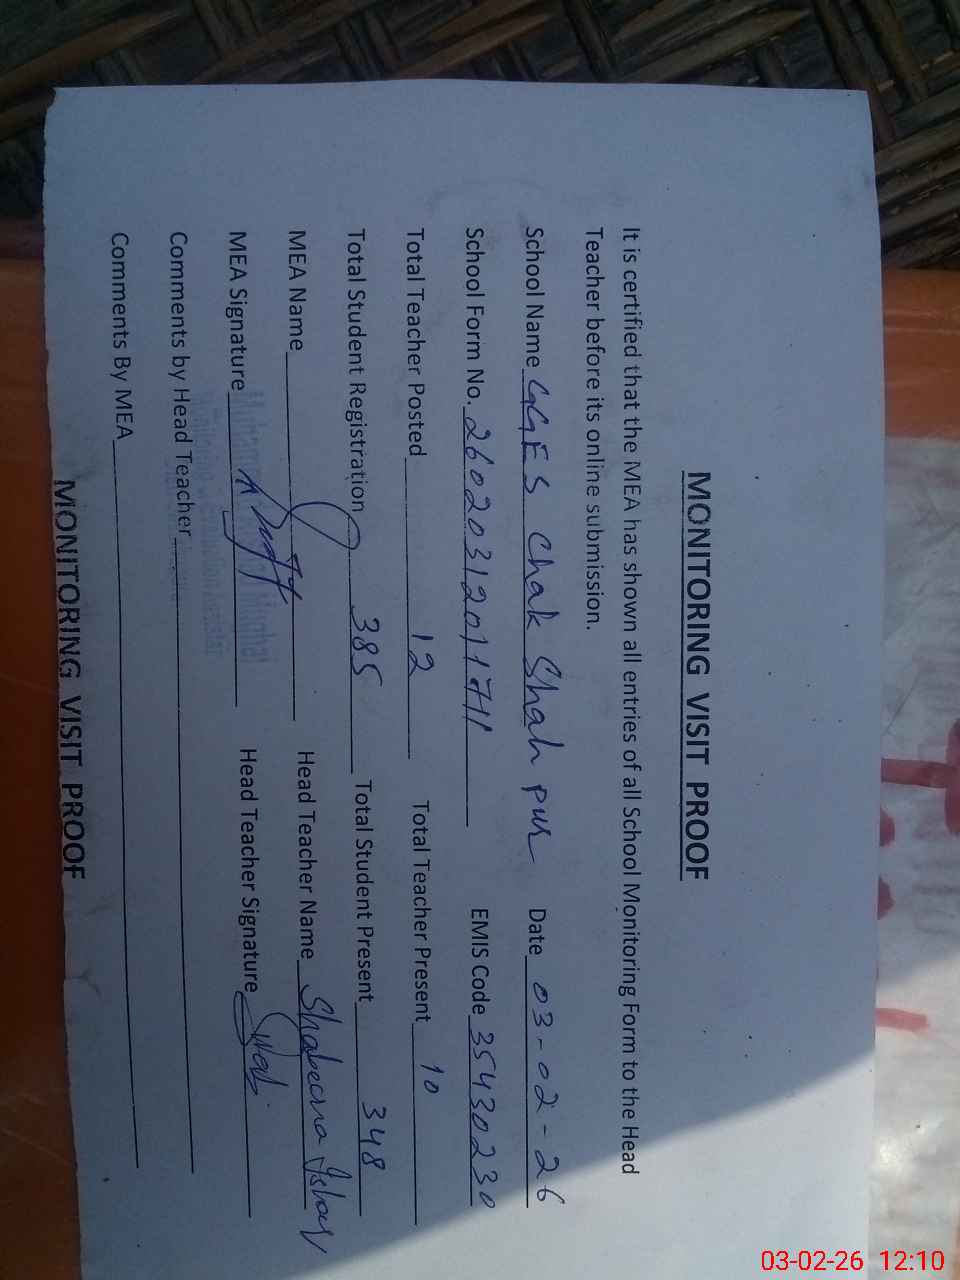 MONITORING VISIT PROOF
It is certified that the MEA has shown all entries of all School Monitoring Form to the Head
Teacher before its online submission.
School Name GGES Chak Shah pur Date 03-02-26
School Form No. EMIS Code 35430230
Total Teacher Posted 12 Total Teacher Present 10
Total Student Registration 385 Total Student Present 348
MEA Name Head Teacher Name Shabeena
MEA Signature Head Teacher Signature
Comments by Head Teacher
Comments By MEA
MONITORING VISIT PROOF
03-02-26 12:10